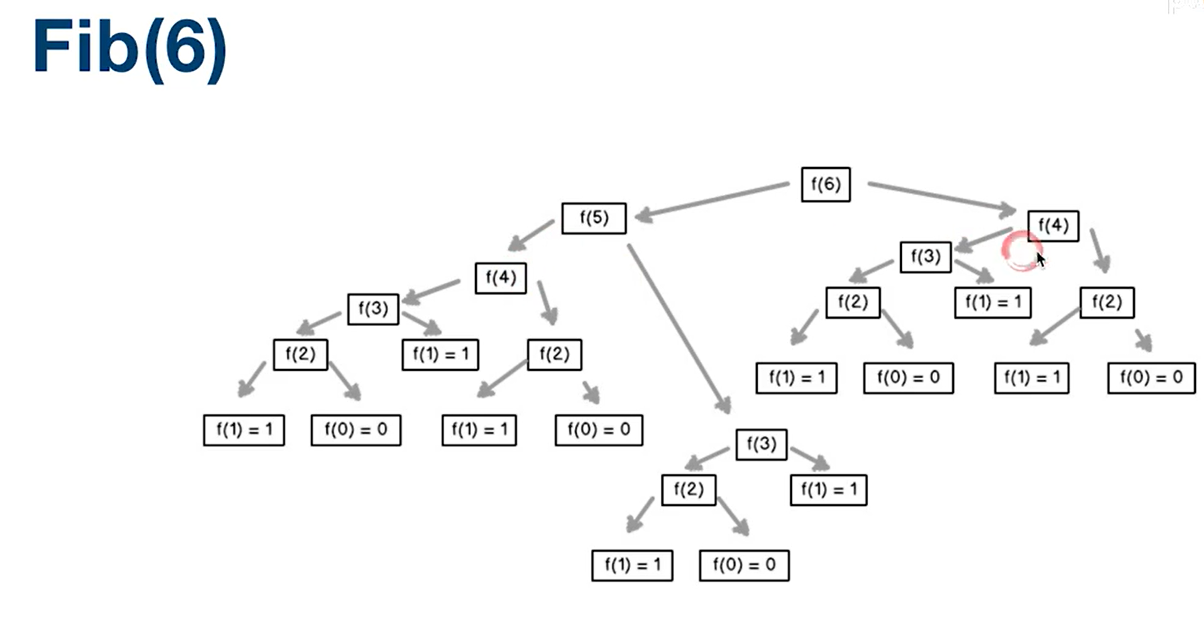 Fib(6)
f(6)
f(5)
f(4)
f(4)
f(3)
f(3)
f(2)
f(1) = 1
f(2)
f(2)
f(1) = 1
f(2)
f(1) = 1
f(0) = 0
f(1) = 1
f(0) = 0
f(1) = 1
f(0) = 0
f(1) = 1
f(0) = 0
f(3)
f(2)
f(1) = 1
f(1) = 1
f(0) = 0